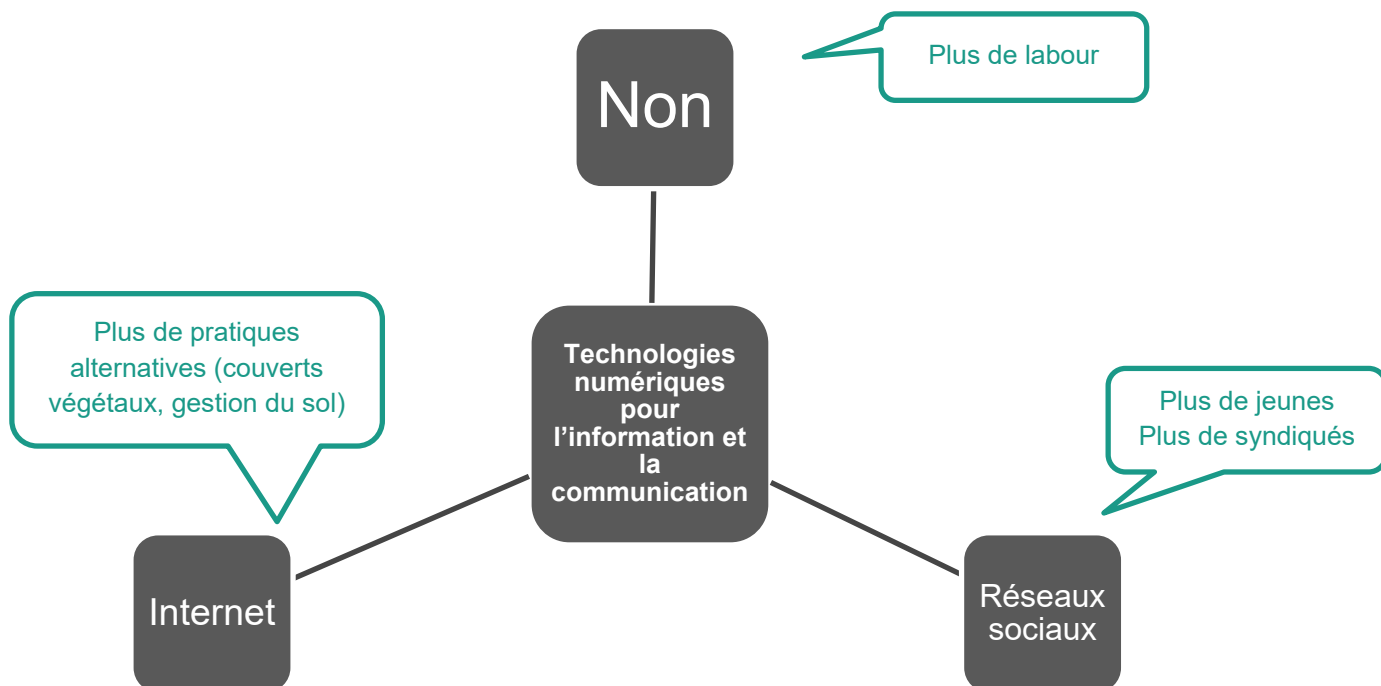 Non
Plus de labour
Plus de pratiques
alternatives (couverts
végétaux, gestion du sol)
Technologies
numériques
pour
l’information et
la
communication
Plus de jeunes
Plus de syndiqués
Internet
Réseaux
sociaux